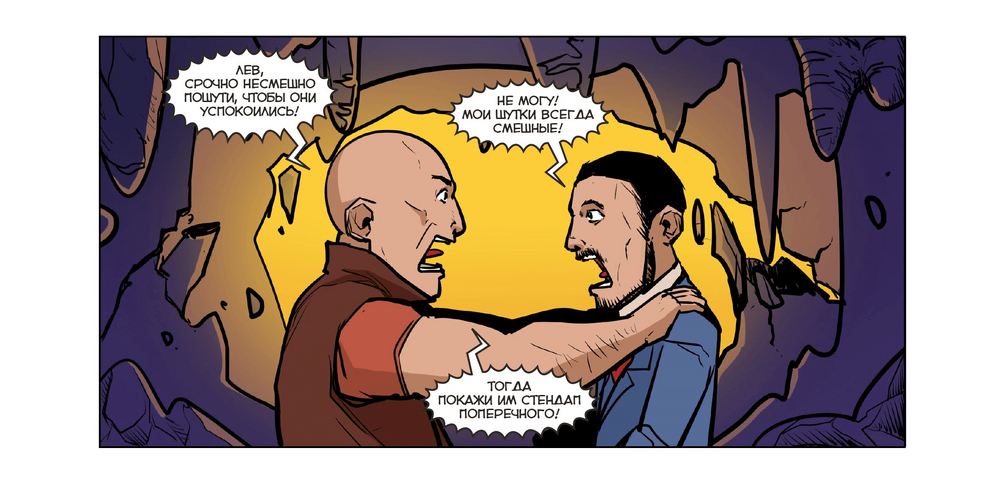 ЛЕВ,
СРОЧНО НЕСМЕШНО
ПОШУТИ, ЧТОБЫ ОНИ
УСПОКОИЛИСЬ!
НЕ МОГУ!
МОИ ШУТКИ ВСЕГДА
СМЕШНЫЕ!
ТОГДА
ПОКАЖИ ИМ СТЕНДАП
ПОПЕРЕЧНОГО!